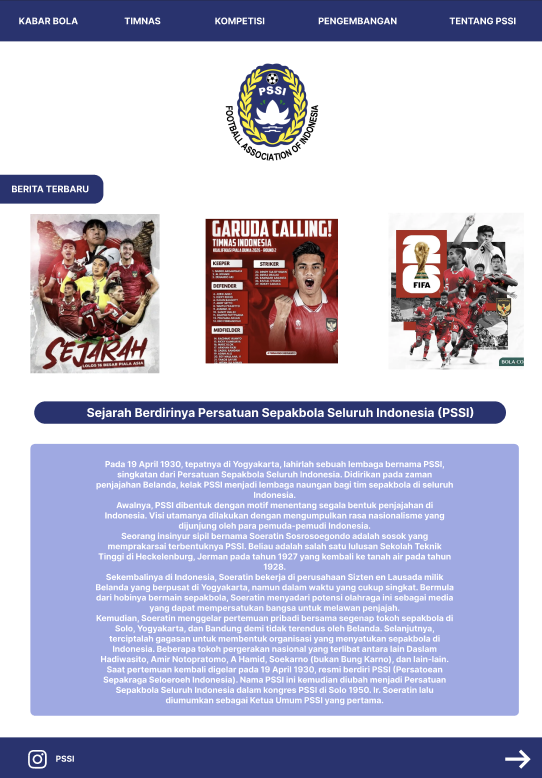 KABAR BOLA
TIMNAS
KOMPETISI
PENGEMBANGAN
TENTANG PSSI
PSSI
FOOTBALL ASSOCIATION OF INDONESIA
BERITA TERBARU
SEJARAH
LOLOS 16 BESAR PIALA ASIA
GARUDA CALLING!
TIMNAS INDONESIA
KUALIFIKASI PIALA DUNIA 2026 - ROUND 2
KEEPER
STRIKER
DEFENDER
MIDFIELDER
FIFA
BOLA.CO
Sejarah Berdirinya Persatuan Sepakbola Seluruh Indonesia (PSSI)
Pada 19 April 1930, tepatnya di Yogyakarta, lahirlah sebuah lembaga bernama PSSI,
singkatan dari Persatuan Sepakbola Seluruh Indonesia. Didirikan pada zaman
penjajahan Belanda, kelak PSSI menjadi lembaga naungan bagi tim sepakbola di seluruh
Indonesia.
Awalnya, PSSI dibentuk dengan motif menentang segala bentuk penjajahan di
Indonesia. Visi utamanya dilakukan dengan mengumpulkan rasa nasionalisme yang
dijunjung oleh para pemuda-pemudi Indonesia.
Seorang insinyur sipil bernama Soeratin Sosrosoegondo adalah sosok yang
memprakarsai terbentuknya PSSI. Beliau adalah salah satu lulusan Sekolah Teknik
Tinggi di Heckelenburg, Jerman pada tahun 1927 yang kembali ke tanah air pada tahun
1928.
Sekembalinya di Indonesia, Soeratin bekerja di perusahaan Sizten en Lausada milik
Belanda yang berpusat di Yogyakarta, namun dalam waktu yang cukup singkat. Bermula
dari hobinya bermain sepakbola, Soeratin menyadari potensi olahraga ini sebagai media
yang dapat mempersatukan bangsa untuk melawan penjajah.
Kemudian, Soeratin menggelar pertemuan pribadi bersama segenap tokoh sepakbola di
Solo, Yogyakarta, dan Bandung demi tidak terendus oleh Belanda. Selanjutnya,
terciptalah gagasan untuk membentuk organisasi yang menyatukan sepakbola di
Indonesia. Beberapa tokoh pergerakan nasional yang terlibat antara lain Daslam
Hadiwasito, Amir Notopratomo, A Hamid, Soekarno (bukan Bung Karno), dan lain-lain.
Saat pertemuan kembali digelar pada 19 April 1930, resmi berdiri PSSI (Persatoean
Sepakraga Seloeroeh Indonesia). Nama PSSI ini kemudian diubah menjadi Persatuan
Sepakbola Seluruh Indonesia dalam kongres PSSI di Solo 1950. Ir. Soeratin lalu
diumumkan sebagai Ketua Umum PSSI yang pertama.
PSSI